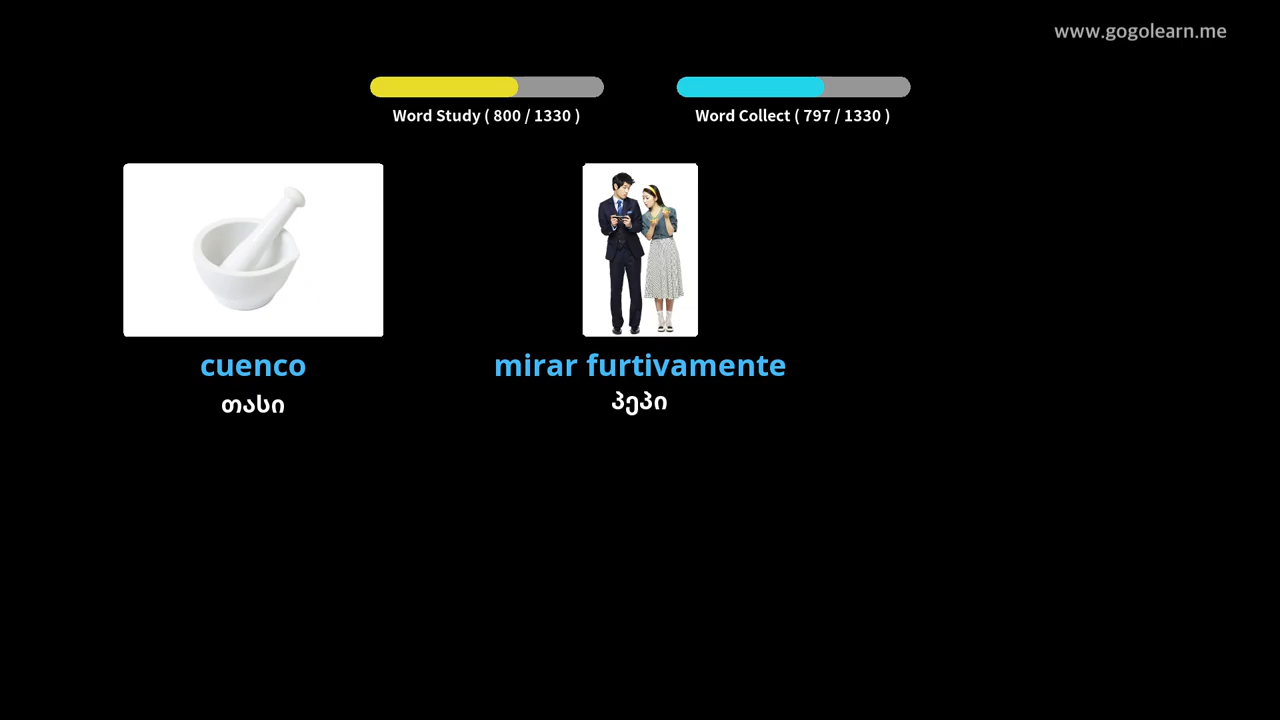 www.gogolearn.me
Word Study ( 800 / 1330 )
Word Collect ( 797 / 1330 )
cuenco
თასი
mirar furtivamente
პეპი